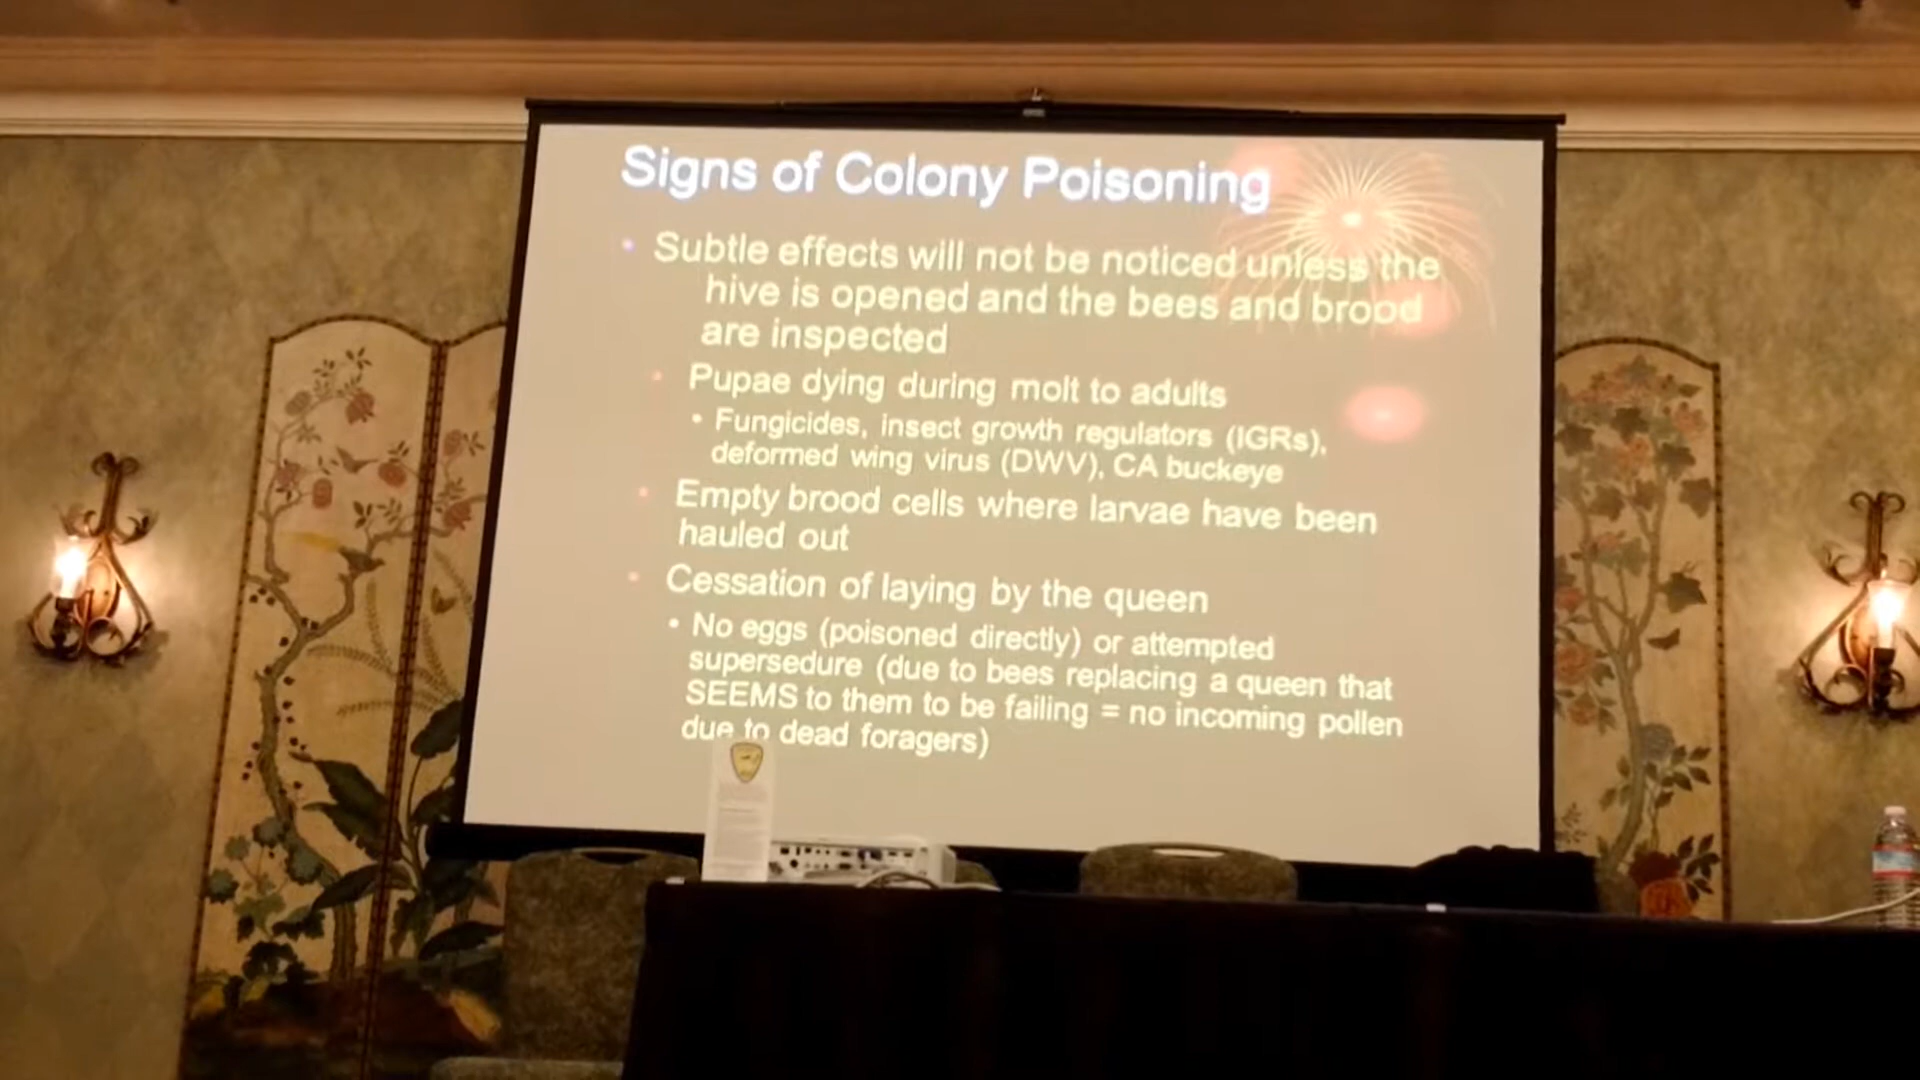 Signs of Colony Poisoning
• Subtle effects will not be noticed unless the
hive is opened and the bees and brood
are inspected
• Pupae dying during molt to adults
• Fungicides, insect growth regulators (IGRs),
deformed wing virus (DWV), CA buckeye
• Empty brood cells where larvae have been
hauled out
• Cessation of laying by the queen
• No eggs (poisoned directly) or attempted
supersedure (due to bees replacing a queen that
SEEMS to them to be failing = no incoming pollen
due to dead foragers)